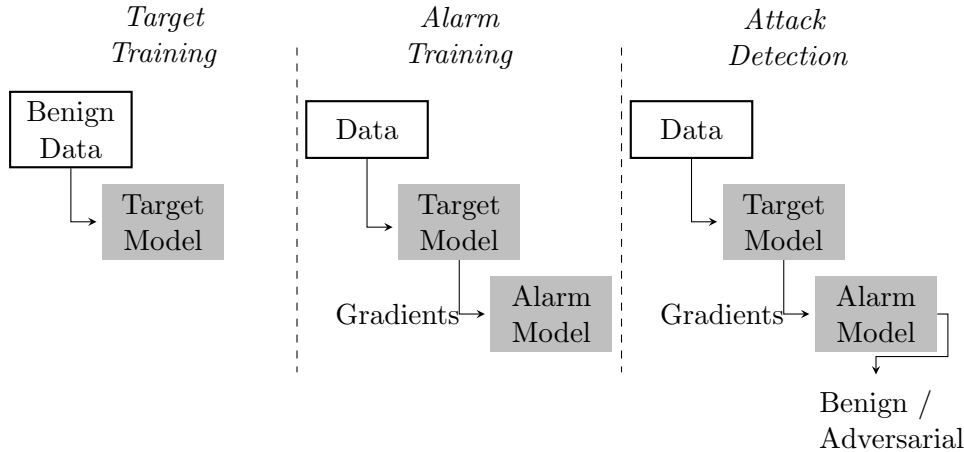 Target
Training
Benign
Data
Target
Model
Alarm
Training
Data
Target
Model
Gradients
Alarm
Model
Attack
Detection
Data
Target
Model
Gradients
Alarm
Model
Benign /
Adversarial